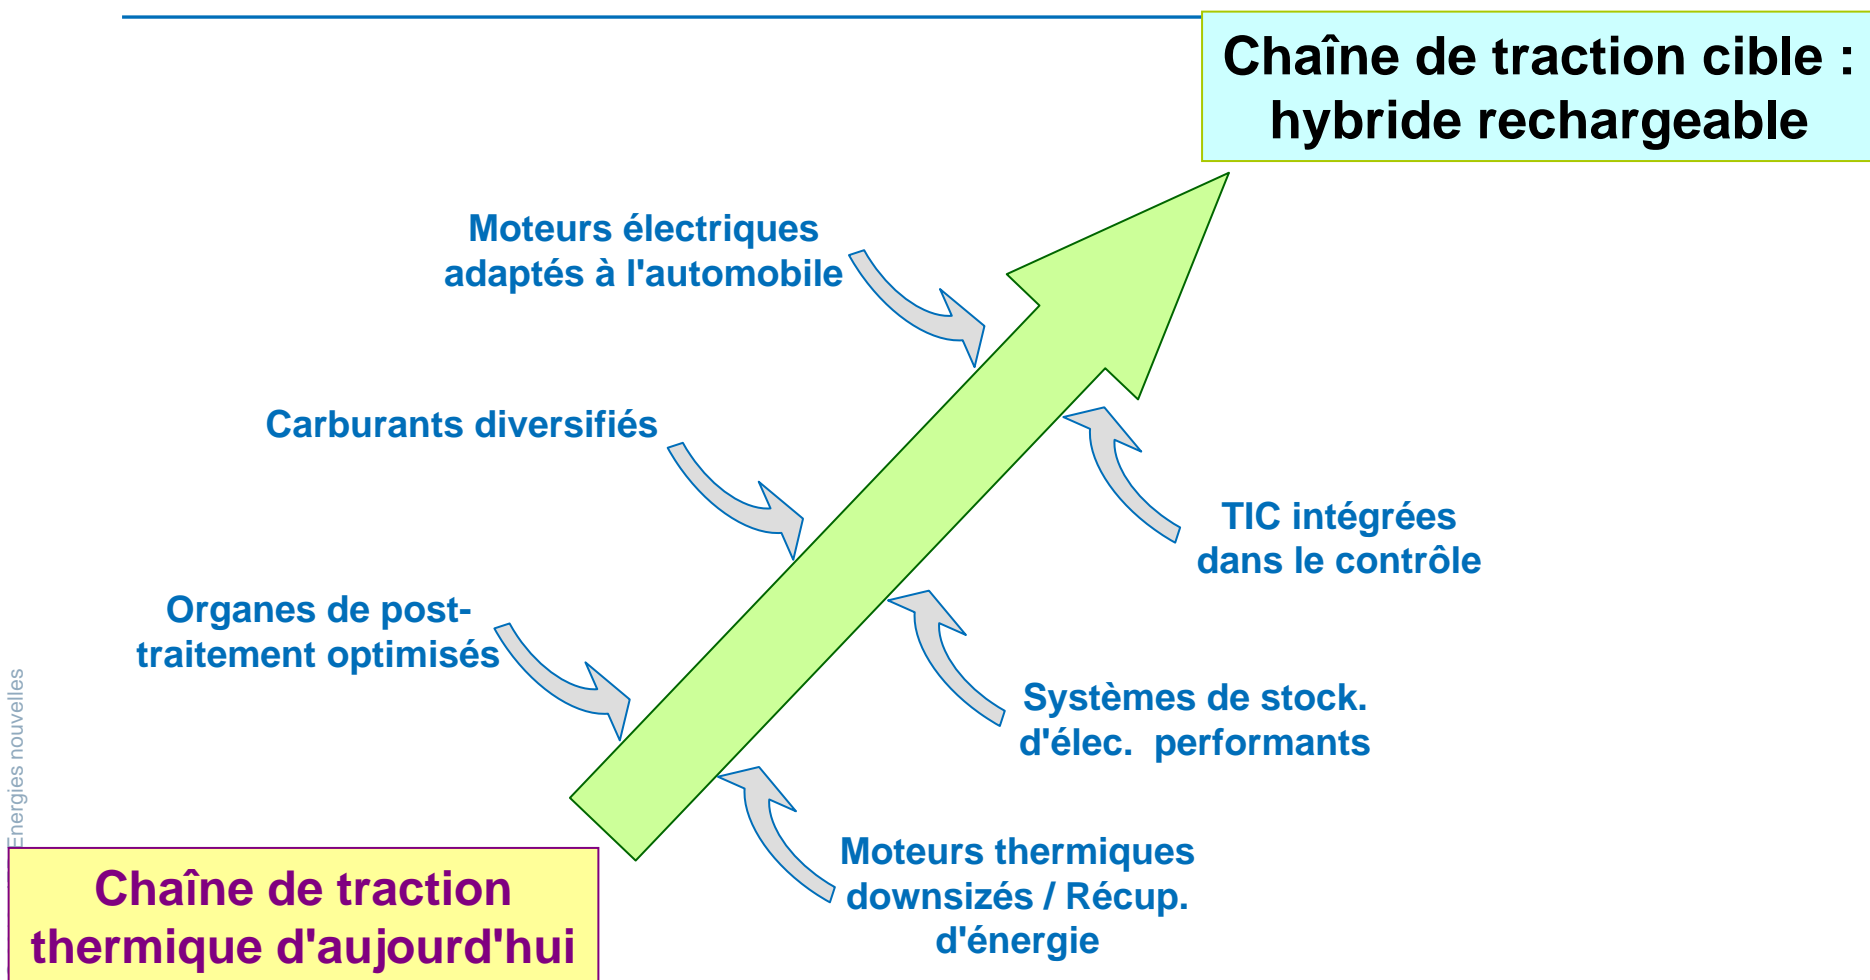 Chaîne de traction cible :
hybride rechargeable
Moteurs électriques
adaptés à l'automobile
Carburants diversifiés
TIC intégrées
dans le contrôle
Organes de post-
traitement optimisés
Systèmes de stock.
d'élec.  performants
Moteurs thermiques
downsizés / Récup.
d'énergie
Chaîne de traction
thermique d'aujourd'hui
Energies nouvelles